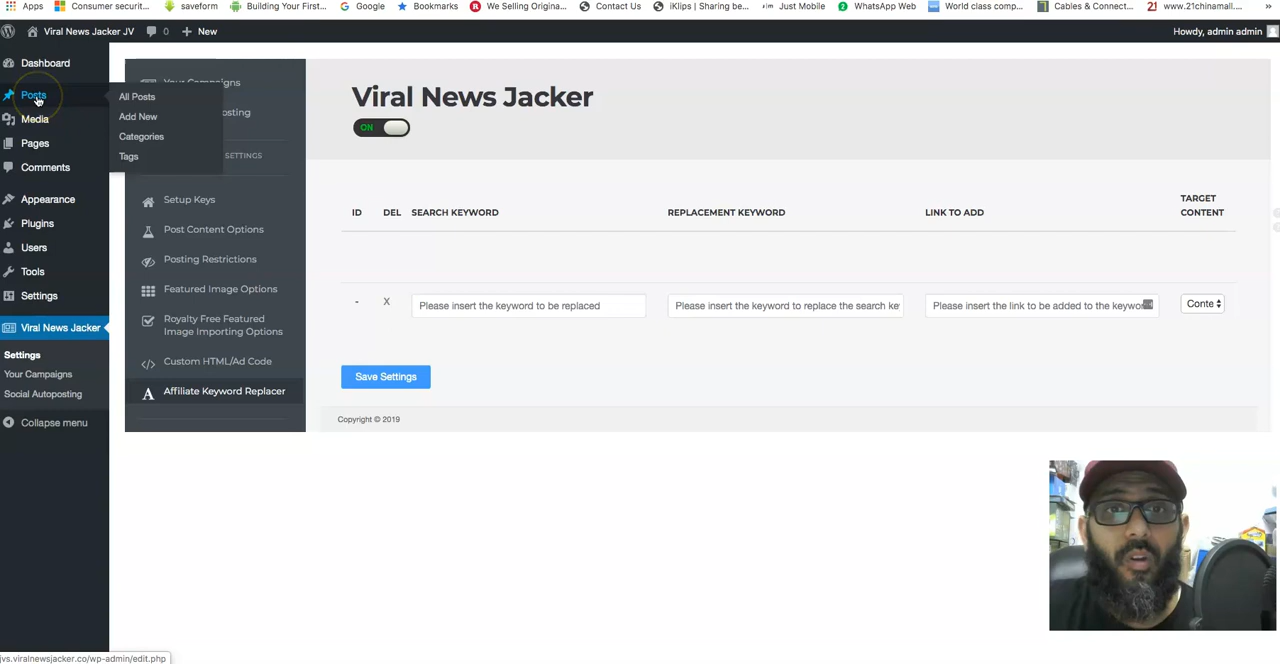 Apps
Consumer securit...
saveform
Building Your First...
Google
Bookmarks
We Selling Origina...
Contact Us
iKlips | Sharing be...
Just Mobile
WhatsApp Web
World class comp...
Cables & Connect...
www.21chinamall....
»
Viral News Jacker JV
0
+ New
Howdy, admin admin
Dashboard
Posts
Media
Pages
Comments
Appearance
Plugins
Users
Tools
Settings
Viral News Jacker
Settings
Your Campaigns
Social Autoposting
Collapse menu
All Posts
Add New
Categories
Tags
Your Campaigns
SETTINGS
Setup Keys
Post Content Options
Posting Restrictions
Featured Image Options
Royalty Free Featured
Image Importing Options
Custom HTML/Ad Code
Affiliate Keyword Replacer
Viral News Jacker
ON
ID
DEL
SEARCH KEYWORD
REPLACEMENT KEYWORD
LINK TO ADD
TARGET
CONTENT
-
X
Please insert the keyword to be replaced
Please insert the keyword to replace the search ke
Please insert the link to be added to the keywor
Conte
Save Settings
Copyright © 2019
jvs.viralnewsjacker.co/wp-admin/edit.php